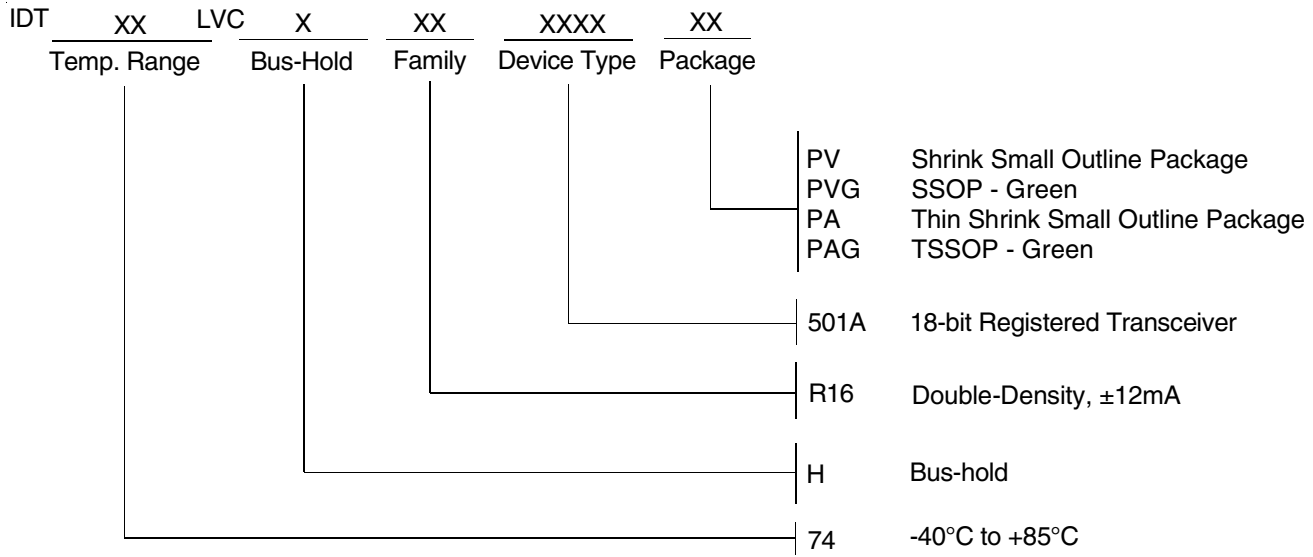 IDT XX LVC X XX XXXX XX
Temp. Range Bus-Hold Family Device Type Package
PV Shrink Small Outline Package
PVG SSOP - Green
PA Thin Shrink Small Outline Package
PAG TSSOP - Green
501A 18-bit Registered Transceiver
R16 Double-Density, ±12mA
H Bus-hold
74 -40°C to +85°C